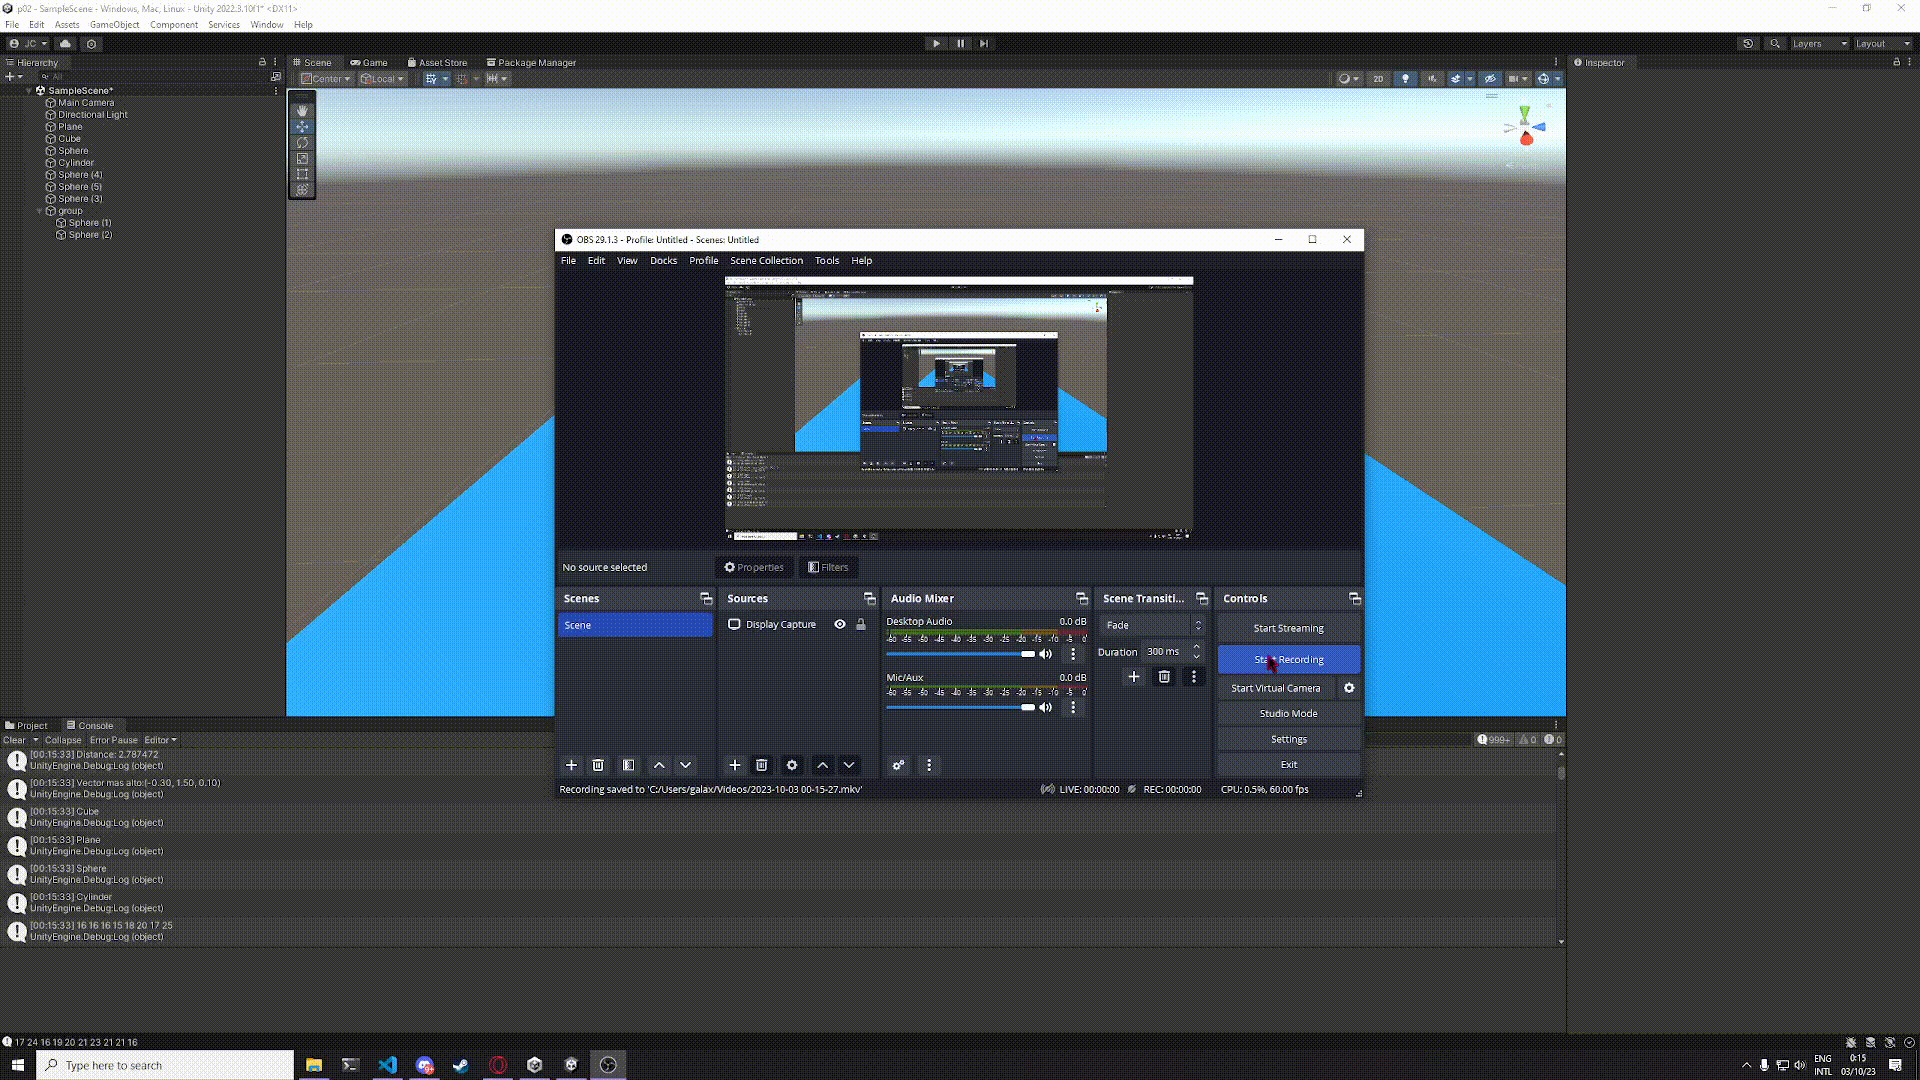 p02 - SampleScene - Windows, Mac, Linux - Unity 2022.3.10f1* <DX11>
File Edit Assets GameObject Component Services Window Help
JC
Layers
Layout
Hierarchy
Scene
Game
Asset Store
Package Manager
Inspector
All
Center
Local
2D
SampleScene*
Main Camera
Directional Light
Plane
Cube
Sphere
Cylinder
Sphere (4)
Sphere (5)
Sphere (3)
group
Sphere (1)
Sphere (2)
OBS 29.1.3 - Profile: Untitled - Scenes: Untitled
File Edit View Docks Profile Scene Collection Tools Help
No source selected
Properties
Filters
Scenes
Scene
Sources
Display Capture
Audio Mixer
Desktop Audio 0.0 dB
-60 -55 -50 -45 -40 -35 -30 -25 -20 -15 -10 -5 0
Mic/Aux 0.0 dB
-60 -55 -50 -45 -40 -35 -30 -25 -20 -15 -10 -5 0
Scene Transiti...
Fade
Duration 300 ms
Controls
Start Streaming
Start Recording
Start Virtual Camera
Studio Mode
Settings
Exit
Recording saved to 'C:/Users/galax/Videos/2023-10-03 00-15-27.mkv'
LIVE: 00:00:00
REC: 00:00:00
CPU: 0.5%, 60.00 fps
Project
Console
Clear Collapse Error Pause Editor
999+ 0 0
[00:15:33] Distance: 2.787472
UnityEngine.Debug:Log (object)
[00:15:33] Vector mas alto:(-0.30, 1.50, 0.10)
UnityEngine.Debug:Log (object)
[00:15:33] Cube
UnityEngine.Debug:Log (object)
[00:15:33] Plane
UnityEngine.Debug:Log (object)
[00:15:33] Sphere
UnityEngine.Debug:Log (object)
[00:15:33] Cylinder
UnityEngine.Debug:Log (object)
[00:15:33] 16 16 16 15 18 20 17 25
UnityEngine.Debug:Log (object)
17 24 16 19 20 21 23 21 21 16
Type here to search
ENG
INTL
0:15
03/10/23